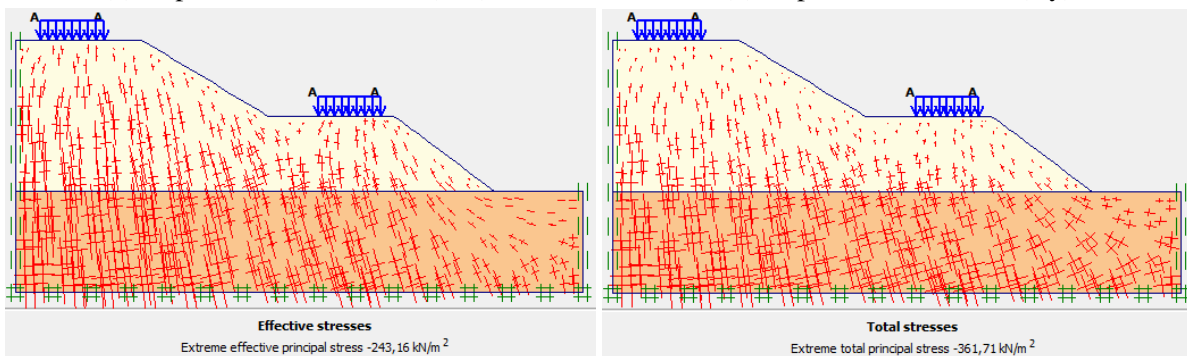 A A
A A
Effective stresses
Extreme effective principal stress -243,16 kN/m 2
A A
A A
Total stresses
Extreme total principal stress -361,71 kN/m 2